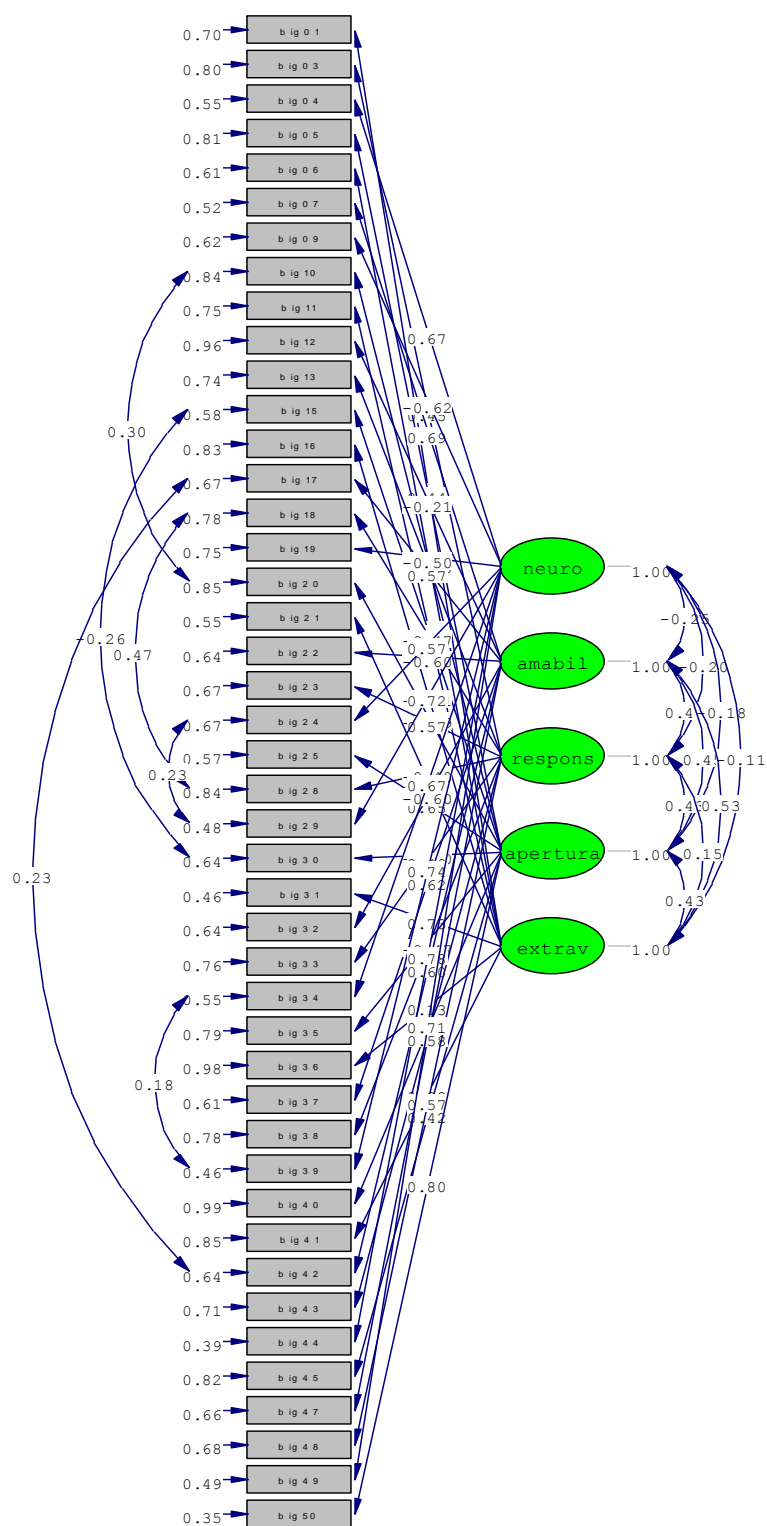 0.70 big01
0.80 big03
0.55 big04
0.81 big05
0.61 big06
0.52 big07
0.62 big09
0.84 big10
0.75 big11
0.96 big12
0.74 big13
0.58 big15
0.83 big16
0.67 big17
0.78 big18
0.75 big19
0.85 big20
0.55 big21
0.64 big22
0.67 big23
0.67 big24
0.57 big25
0.84 big28
0.48 big29
0.64 big30
0.46 big31
0.64 big32
0.76 big33
0.55 big34
0.79 big35
0.98 big36
0.61 big37
0.78 big38
0.46 big39
0.99 big40
0.85 big41
0.64 big42
0.71 big43
0.39 big44
0.82 big45
0.66 big47
0.68 big48
0.49 big49
0.35 big50
0.30
-0.26
0.47
0.23
0.23
0.18
0.67
-0.62
0.69
-0.21
-0.50
0.57
0.57
-0.60
-0.72
0.67
-0.60
0.74
0.62
0.78
0.60
0.13
0.71
0.58
0.57
0.42
0.80
neuro 1.00
amabil 1.00
respons 1.00
apertura 1.00
extrav 1.00
-0.25
-0.20
-0.18
-0.11
0.53
0.15
0.43